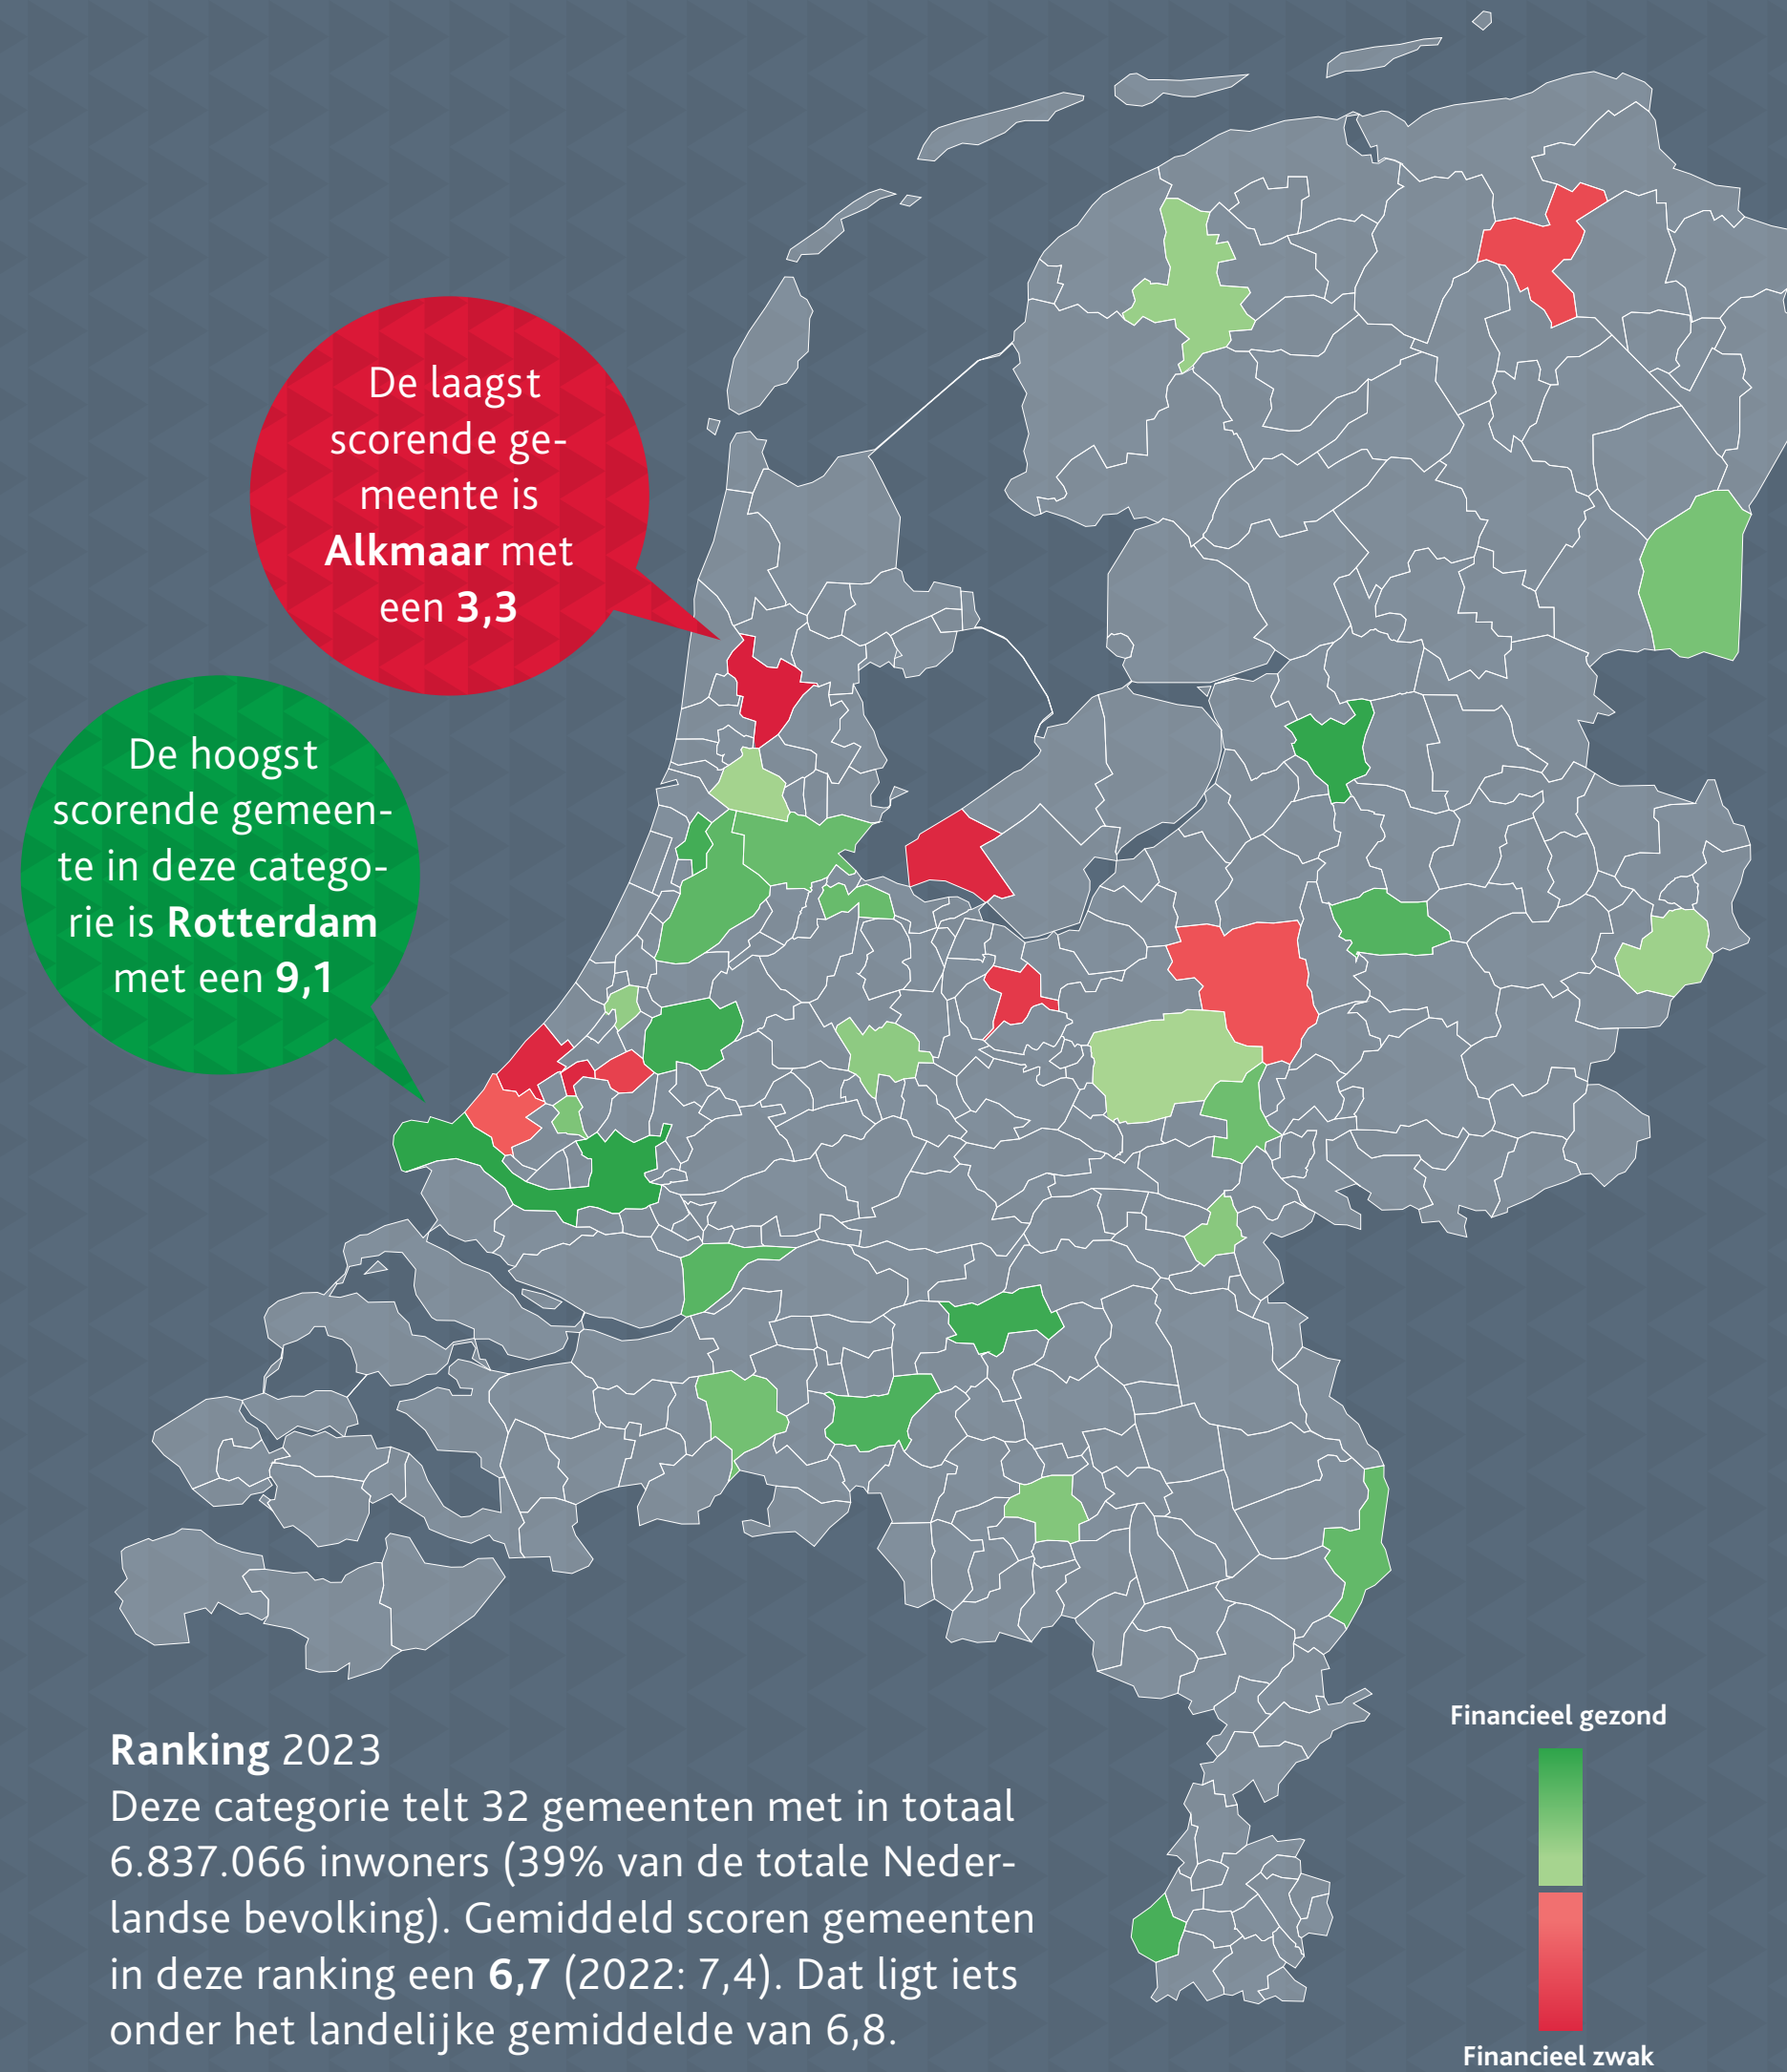 De laagst
scorende ge-
meente is
Alkmaar met
een 3,3
De hoogst
scorende gemeen-
te in deze catego-
rie is Rotterdam
met een 9,1
Ranking 2023
Deze categorie telt 32 gemeenten met in totaal
6.837.066 inwoners (39% van de totale Neder-
landse bevolking). Gemiddeld scoren gemeenten
in deze ranking een 6,7 (2022: 7,4). Dat ligt iets
onder het landelijke gemiddelde van 6,8.
Financieel gezond
Financieel zwak